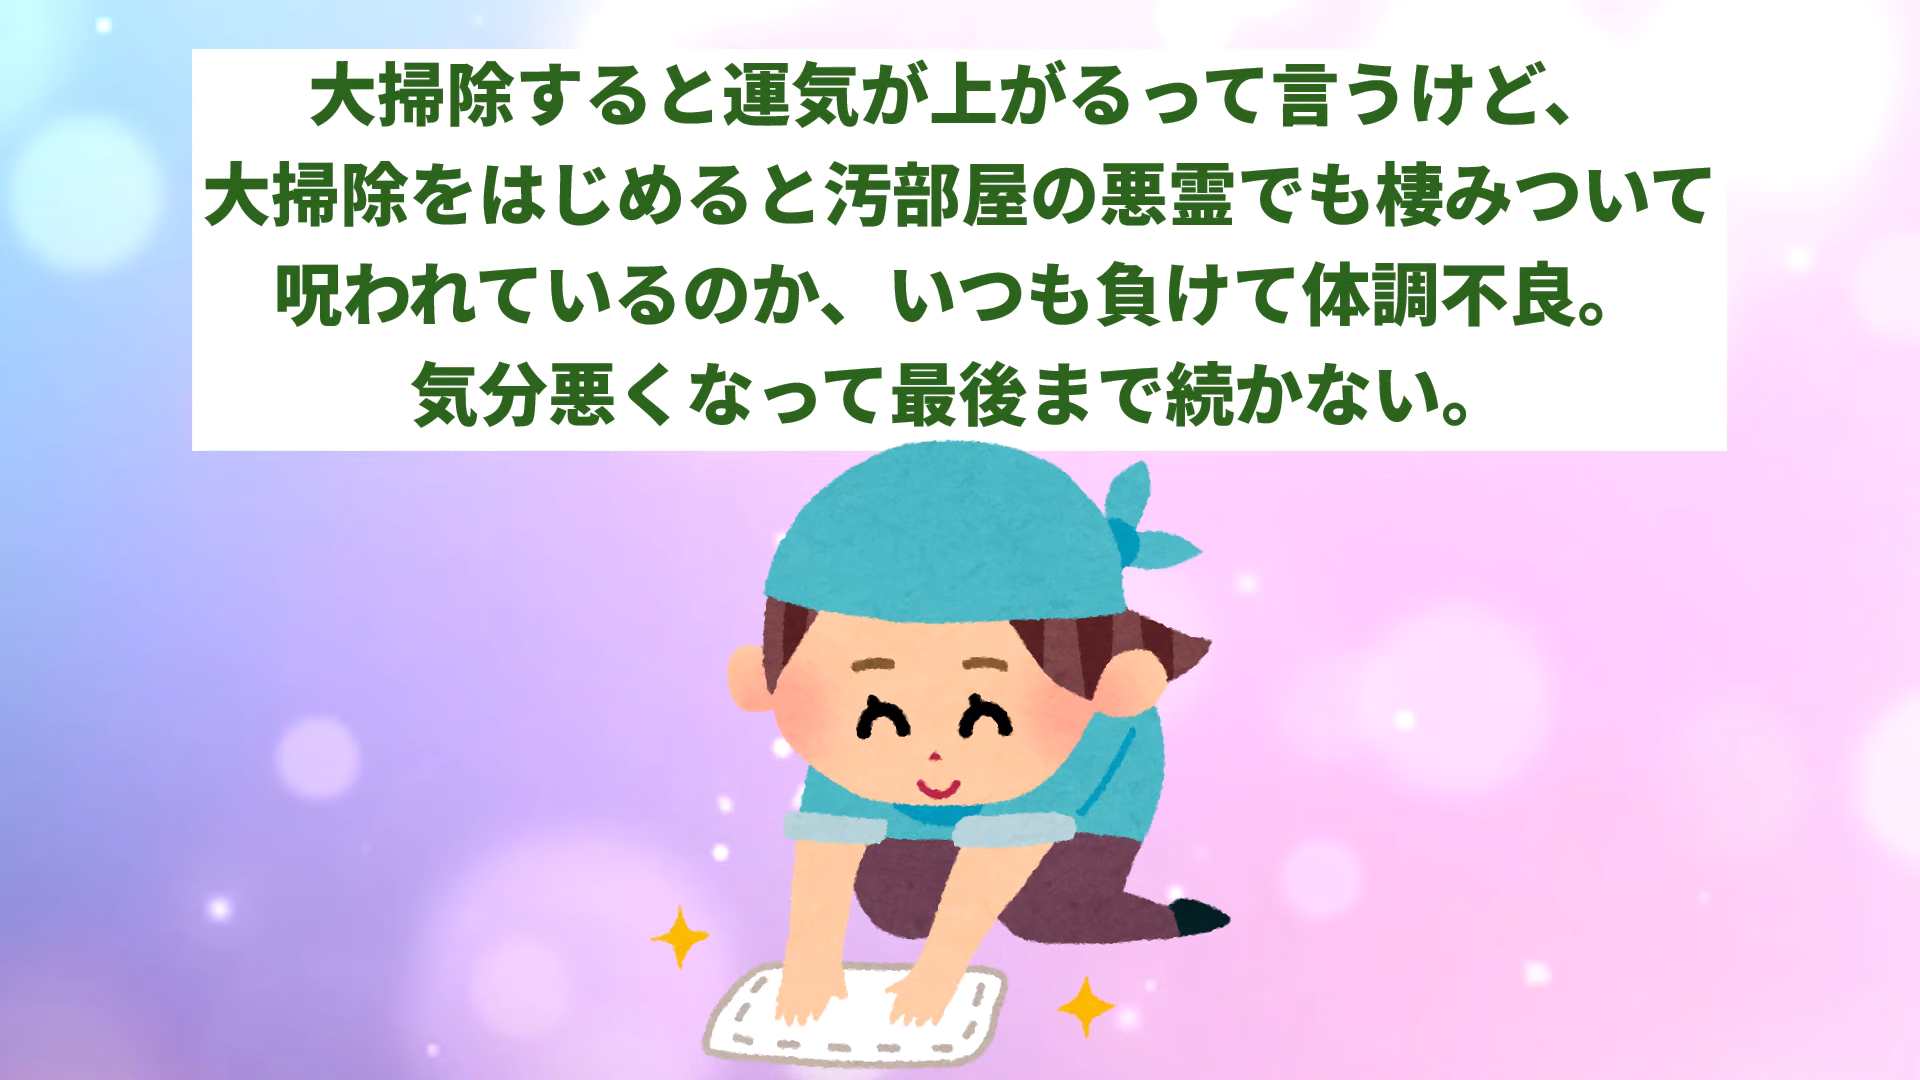 大掃除すると運気が上がるって言うけど、
大掃除をはじめると汚部屋の悪霊でも棲みついて
呪われているのか、いつも負けて体調不良。
気分悪くなって最後まで続かない。